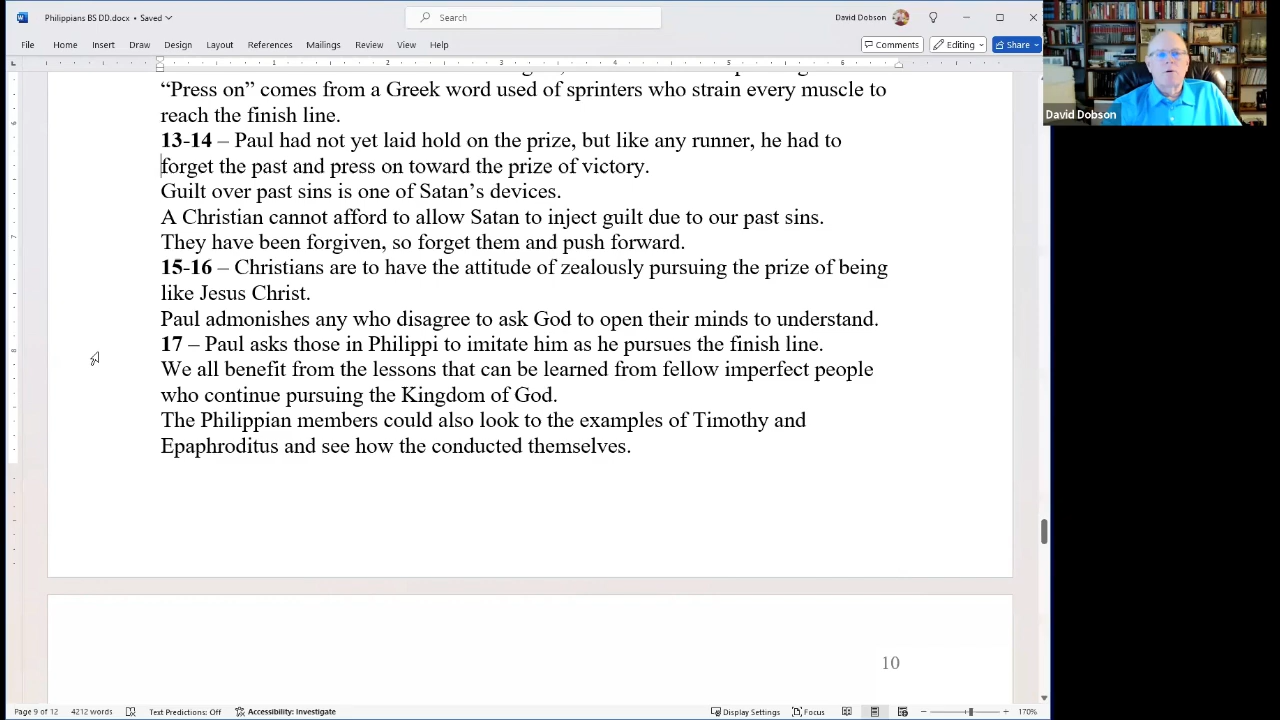 Philippians BS DD.docx • Saved
Search
David Dobson
File Home Insert Draw Design Layout References Mailings Review View Help
Comments Editing Share
1 2 3 4 5 6
“Press on” comes from a Greek word used of sprinters who strain every muscle to
reach the finish line.
13-14 – Paul had not yet laid hold on the prize, but like any runner, he had to
forget the past and press on toward the prize of victory.
Guilt over past sins is one of Satan’s devices.
A Christian cannot afford to allow Satan to inject guilt due to our past sins.
They have been forgiven, so forget them and push forward.
15-16 – Christians are to have the attitude of zealously pursuing the prize of being
like Jesus Christ.
Paul admonishes any who disagree to ask God to open their minds to understand.
17 – Paul asks those in Philippi to imitate him as he pursues the finish line.
We all benefit from the lessons that can be learned from fellow imperfect people
who continue pursuing the Kingdom of God.
The Philippian members could also look to the examples of Timothy and
Epaphroditus and see how the conducted themselves.
10
David Dobson
Page 9 of 12 4212 words Text Predictions: Off Accessibility: Investigate Display Settings Focus 170%